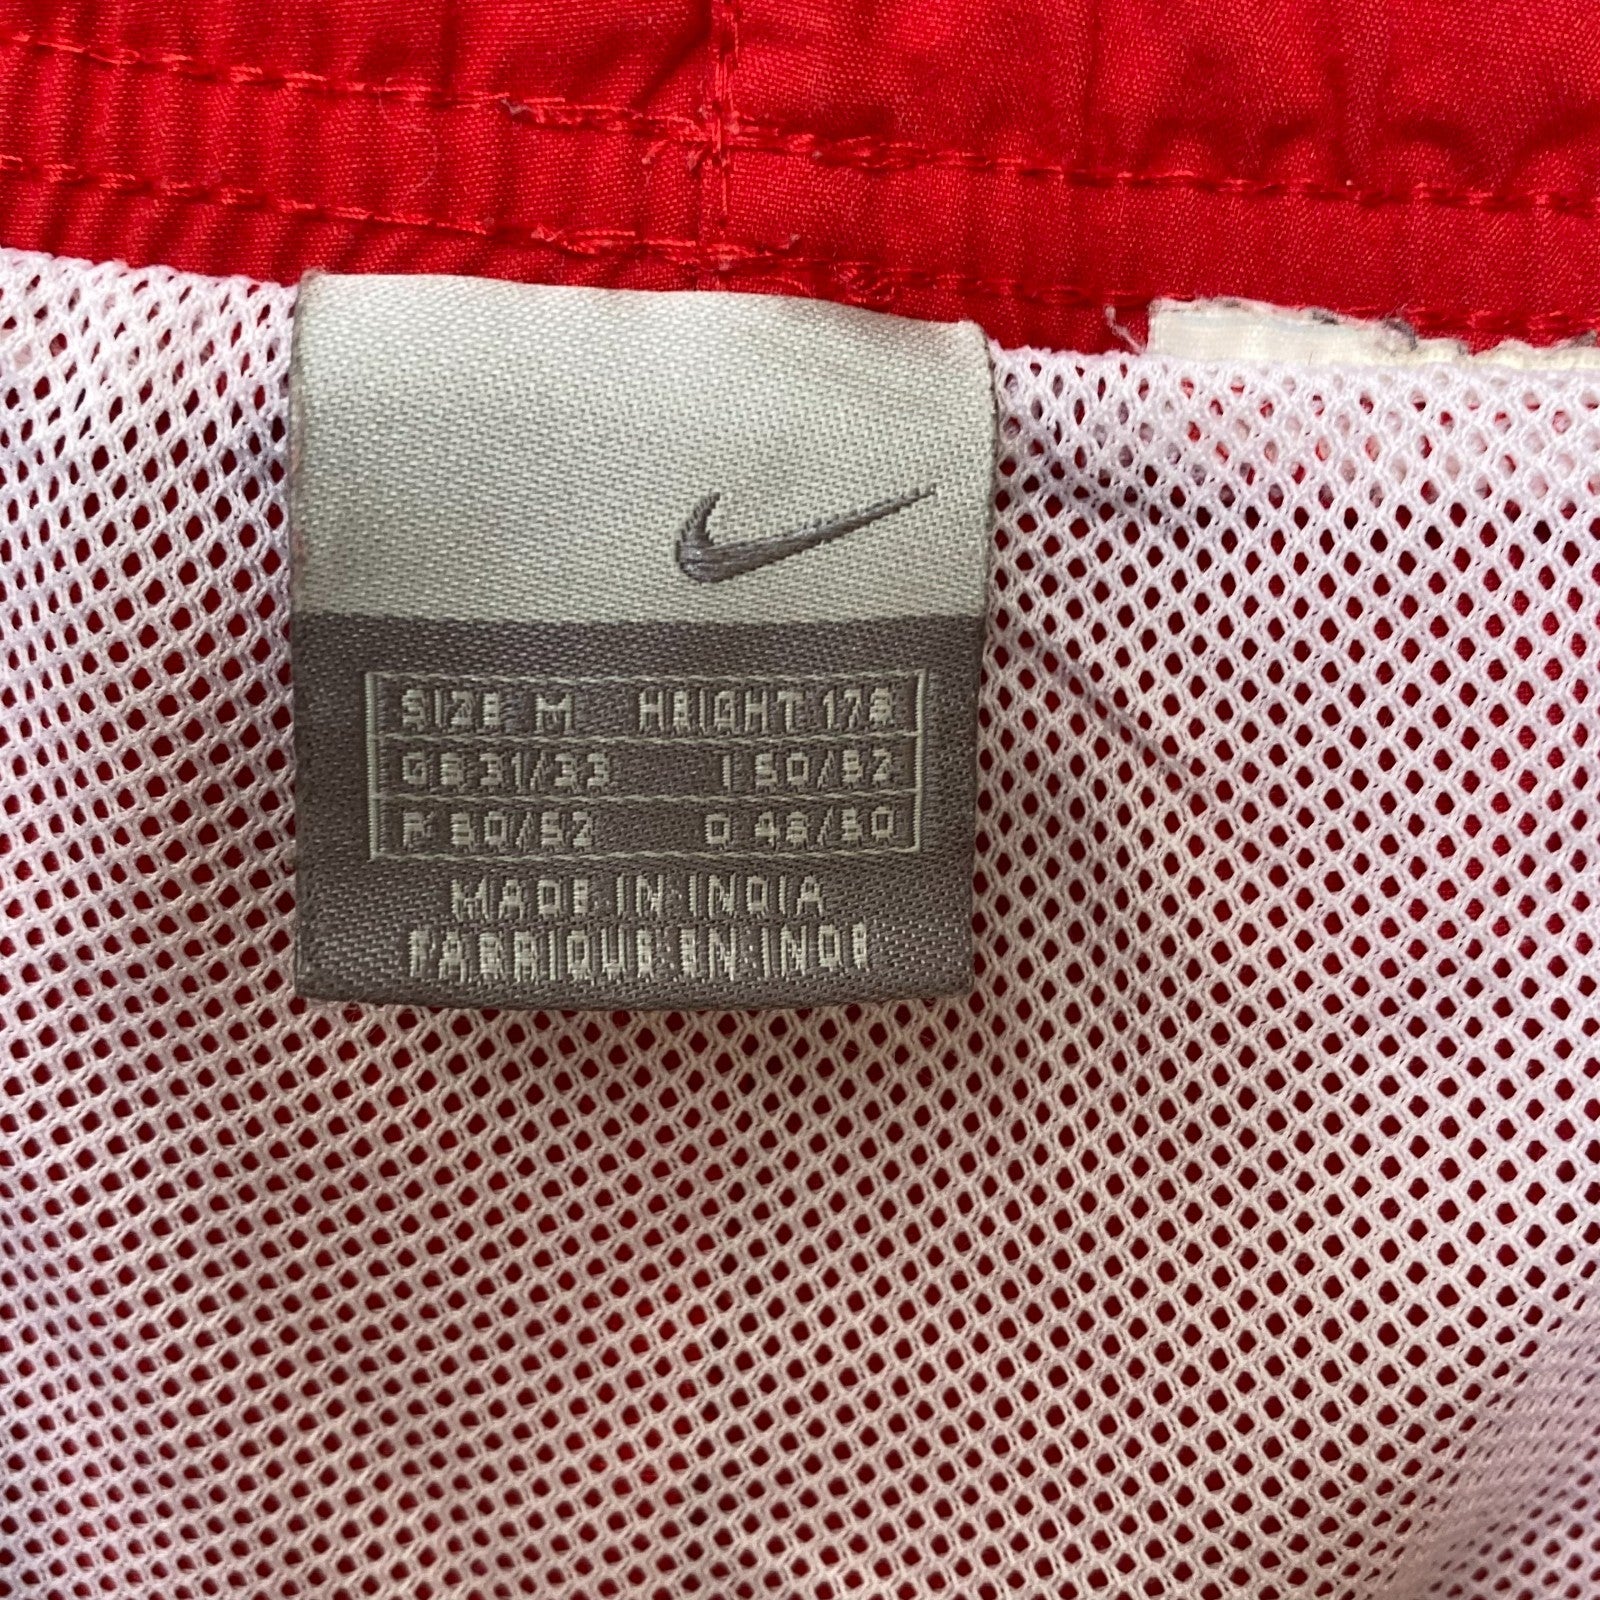 SIZE M HEIGHT 178
GB 31/33 I 50/52
F 50/52 D 48/50
MADE IN INDIA
FABRIQUE EN INDE